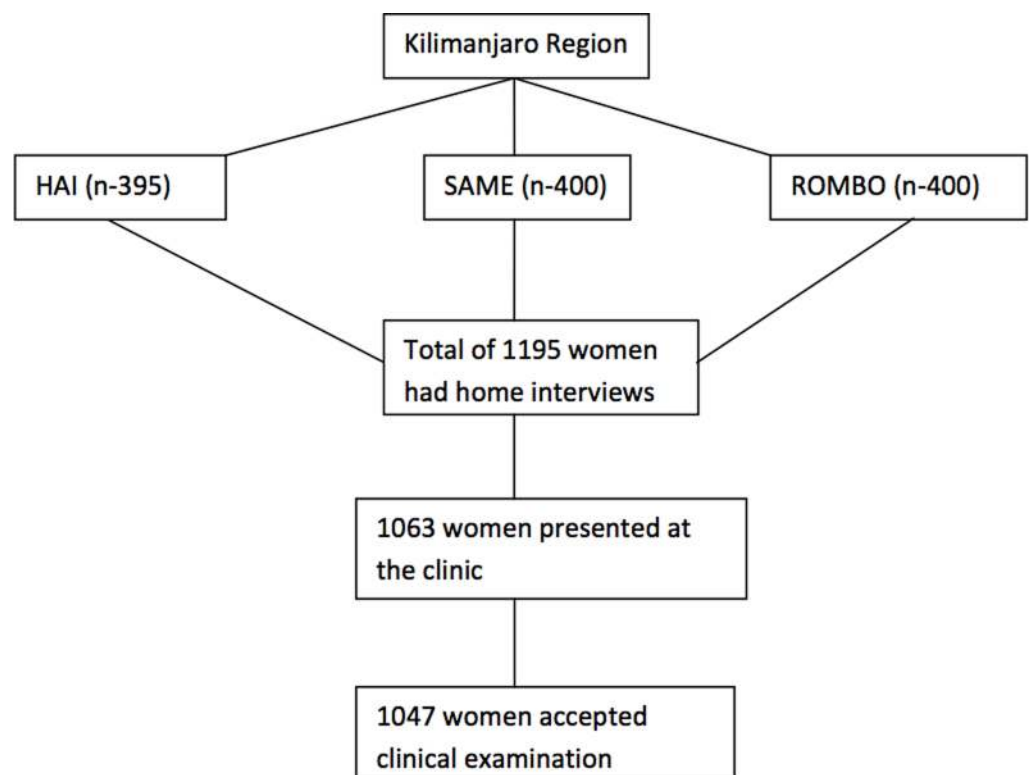 Kilimanjaro Region
HAI (n-395)
SAME (n-400)
ROMBO (n-400)
Total of 1195 women
had home interviews
1063 women presented at
the clinic
1047 women accepted
clinical examination